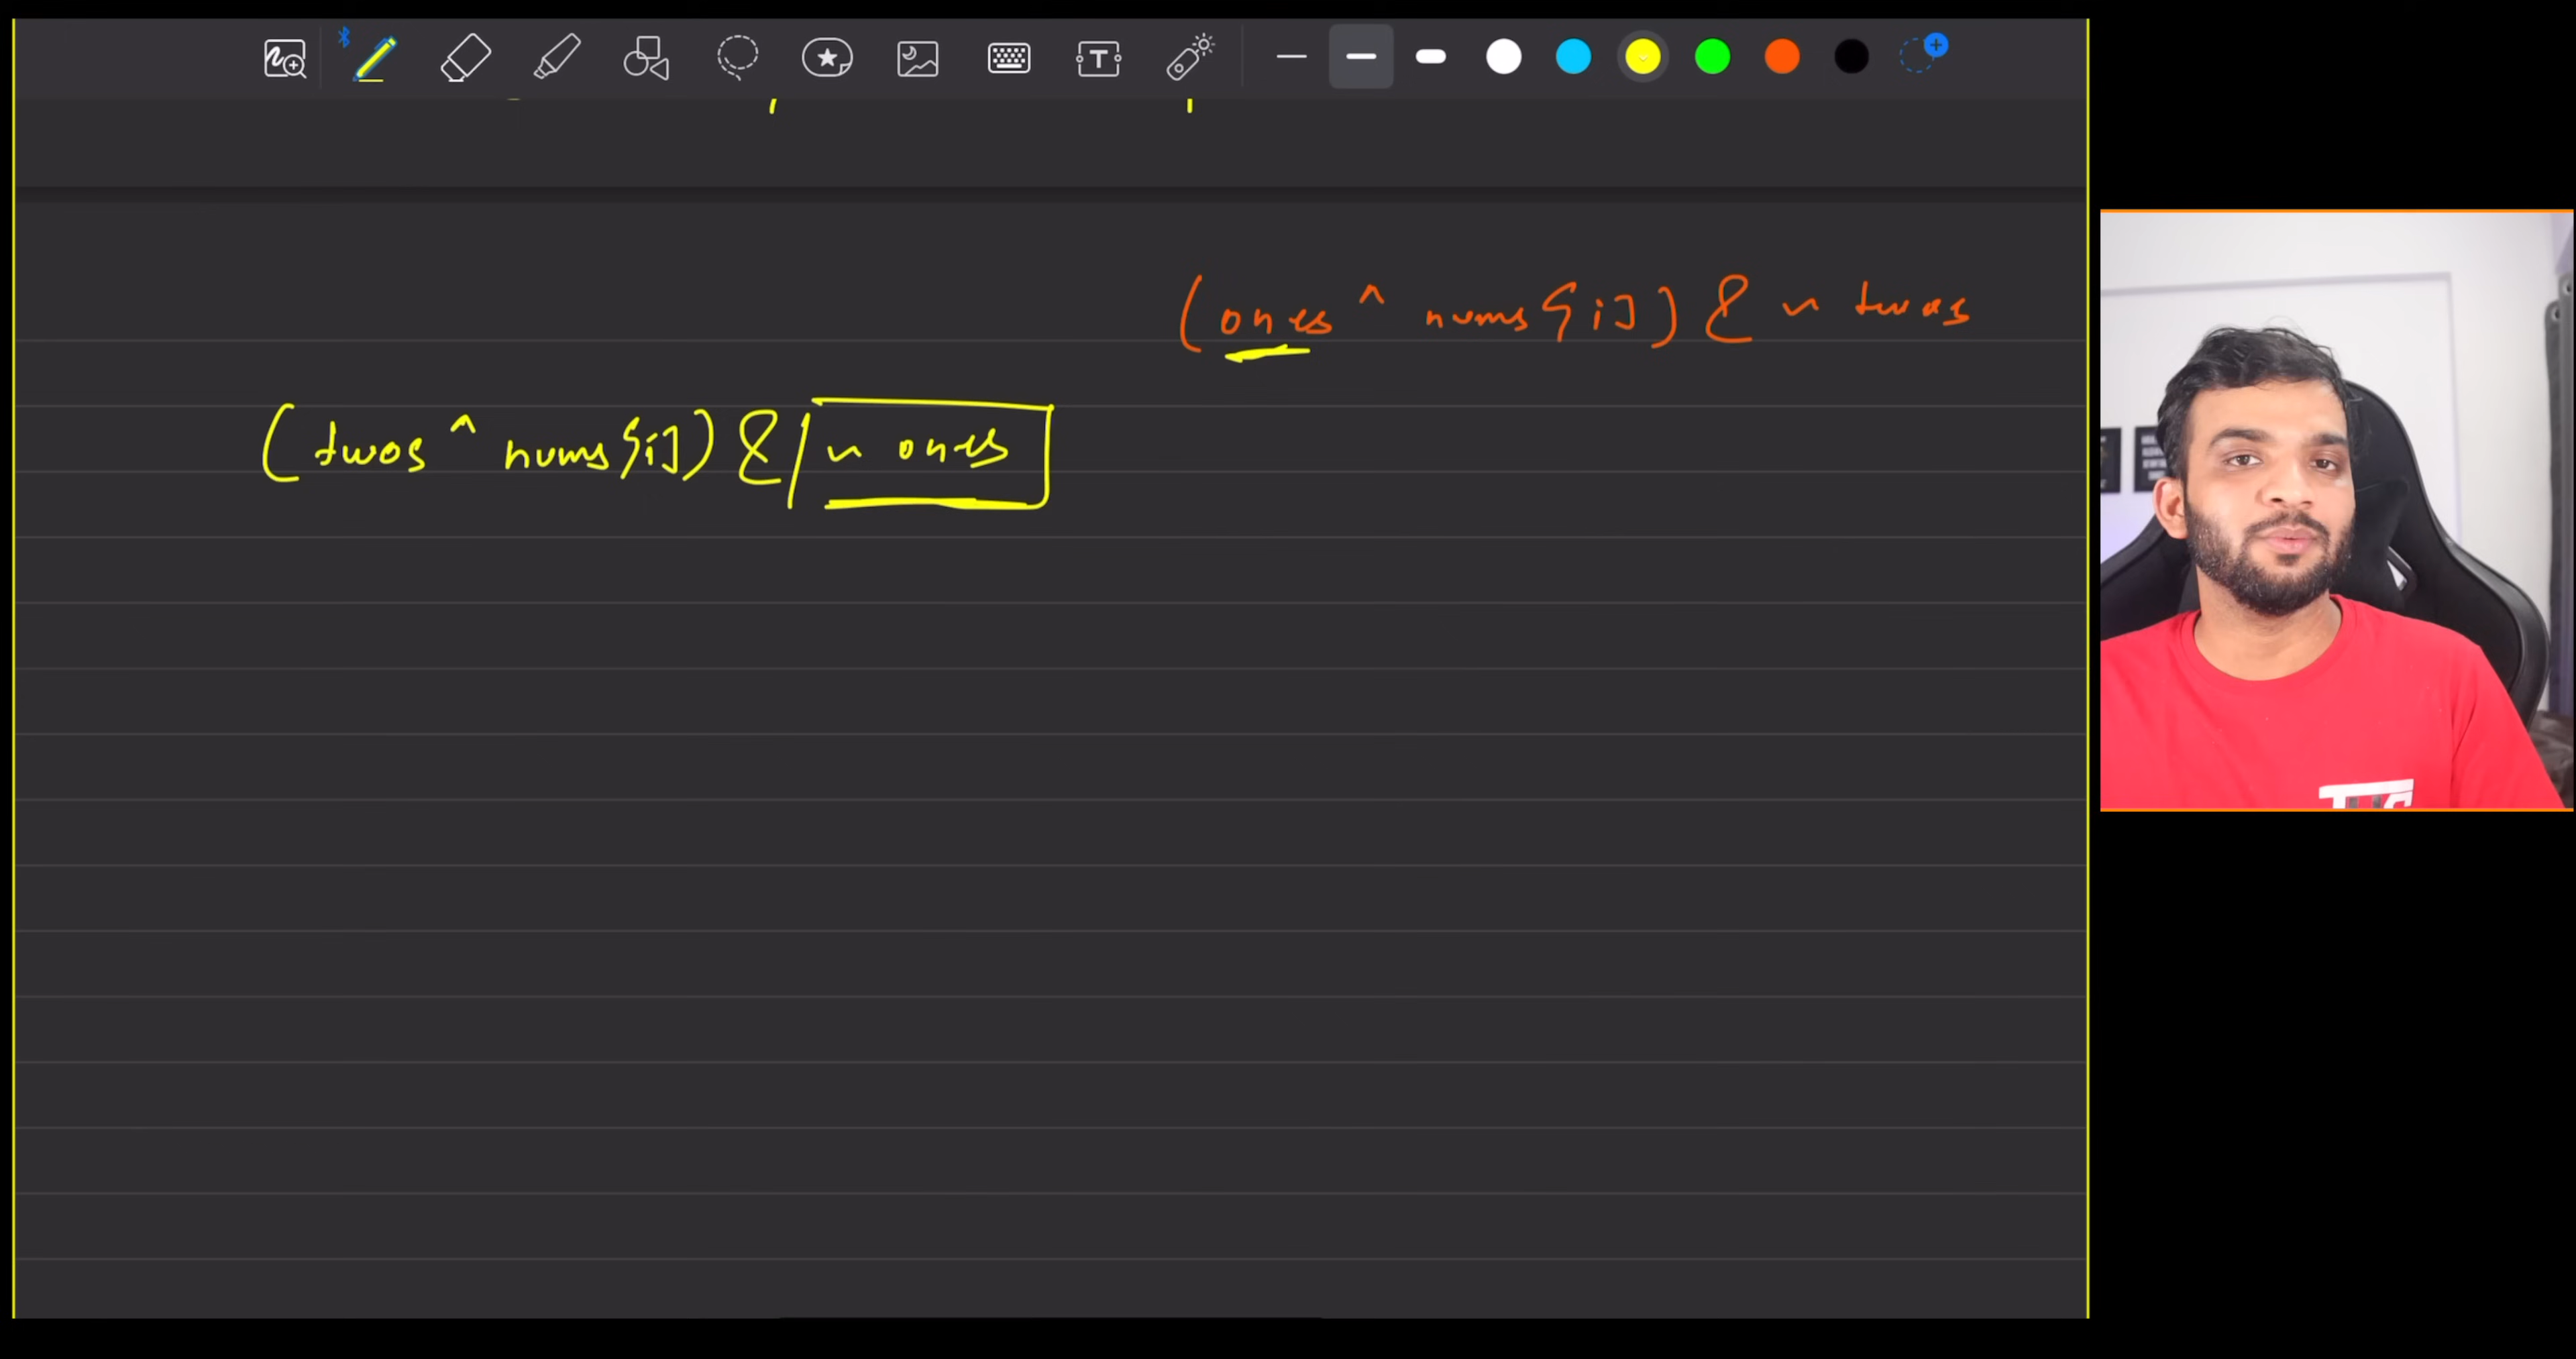 (ones ^ nums[i]) & ~ twos
(twos ^ nums[i]) & ~ ones